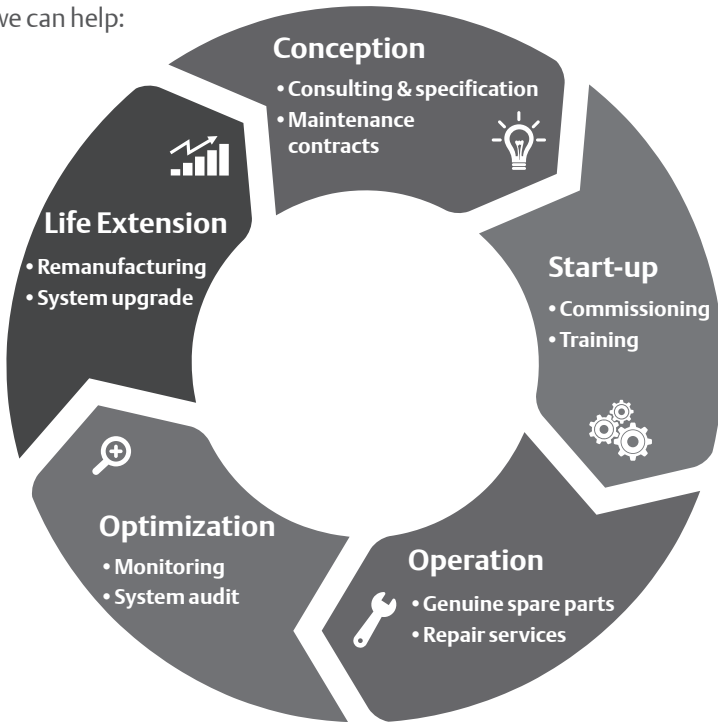 we can help:
Conception
• Consulting & specification
• Maintenance
contracts
Start-up
• Commissioning
• Training
Operation
• Genuine spare parts
• Repair services
Optimization
• Monitoring
• System audit
Life Extension
• Remanufacturing
• System upgrade